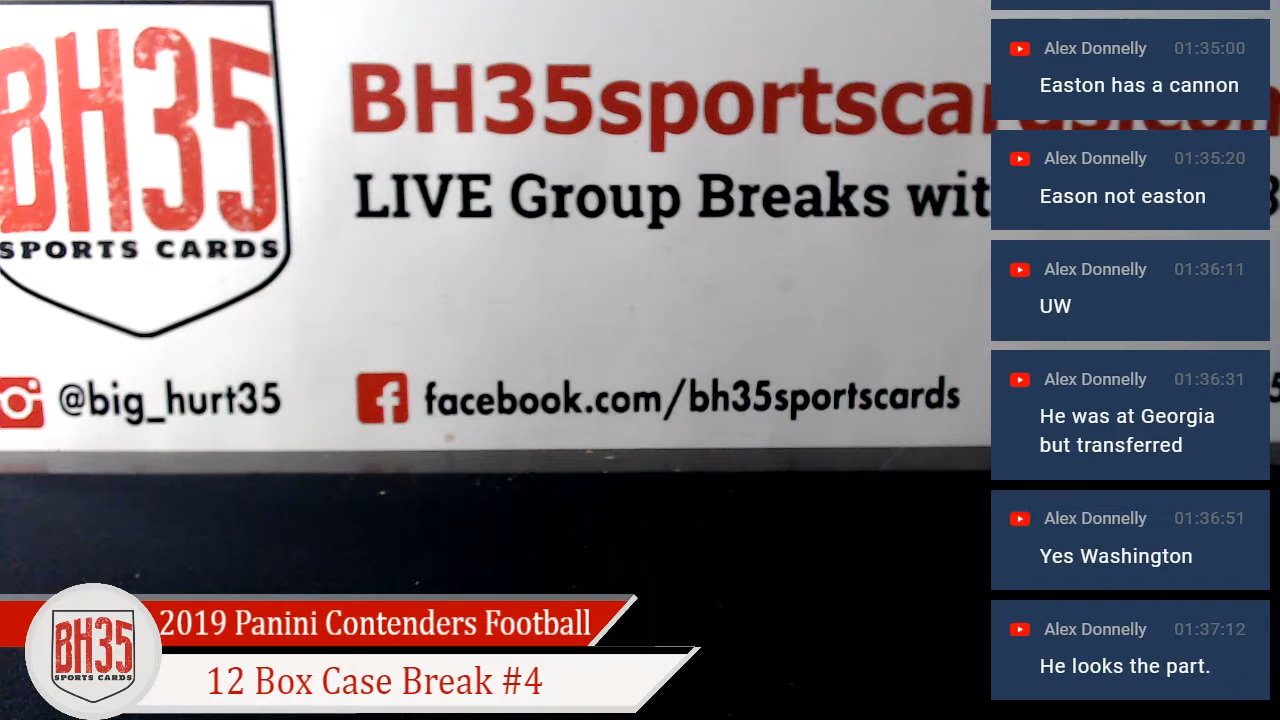 BH35
SPORTS CARDS
BH35sportscards.com
LIVE Group Breaks wit
@big_hurt35
facebook.com/bh35sportscards
Alex Donnelly 01:35:00
Easton has a cannon
Alex Donnelly 01:35:20
Eason not easton
Alex Donnelly 01:36:11
UW
Alex Donnelly 01:36:31
He was at Georgia
but transferred
Alex Donnelly 01:36:51
Yes Washington
Alex Donnelly 01:37:12
He looks the part.
BH35
SPORTS CARDS
2019 Panini Contenders Football
12 Box Case Break #4